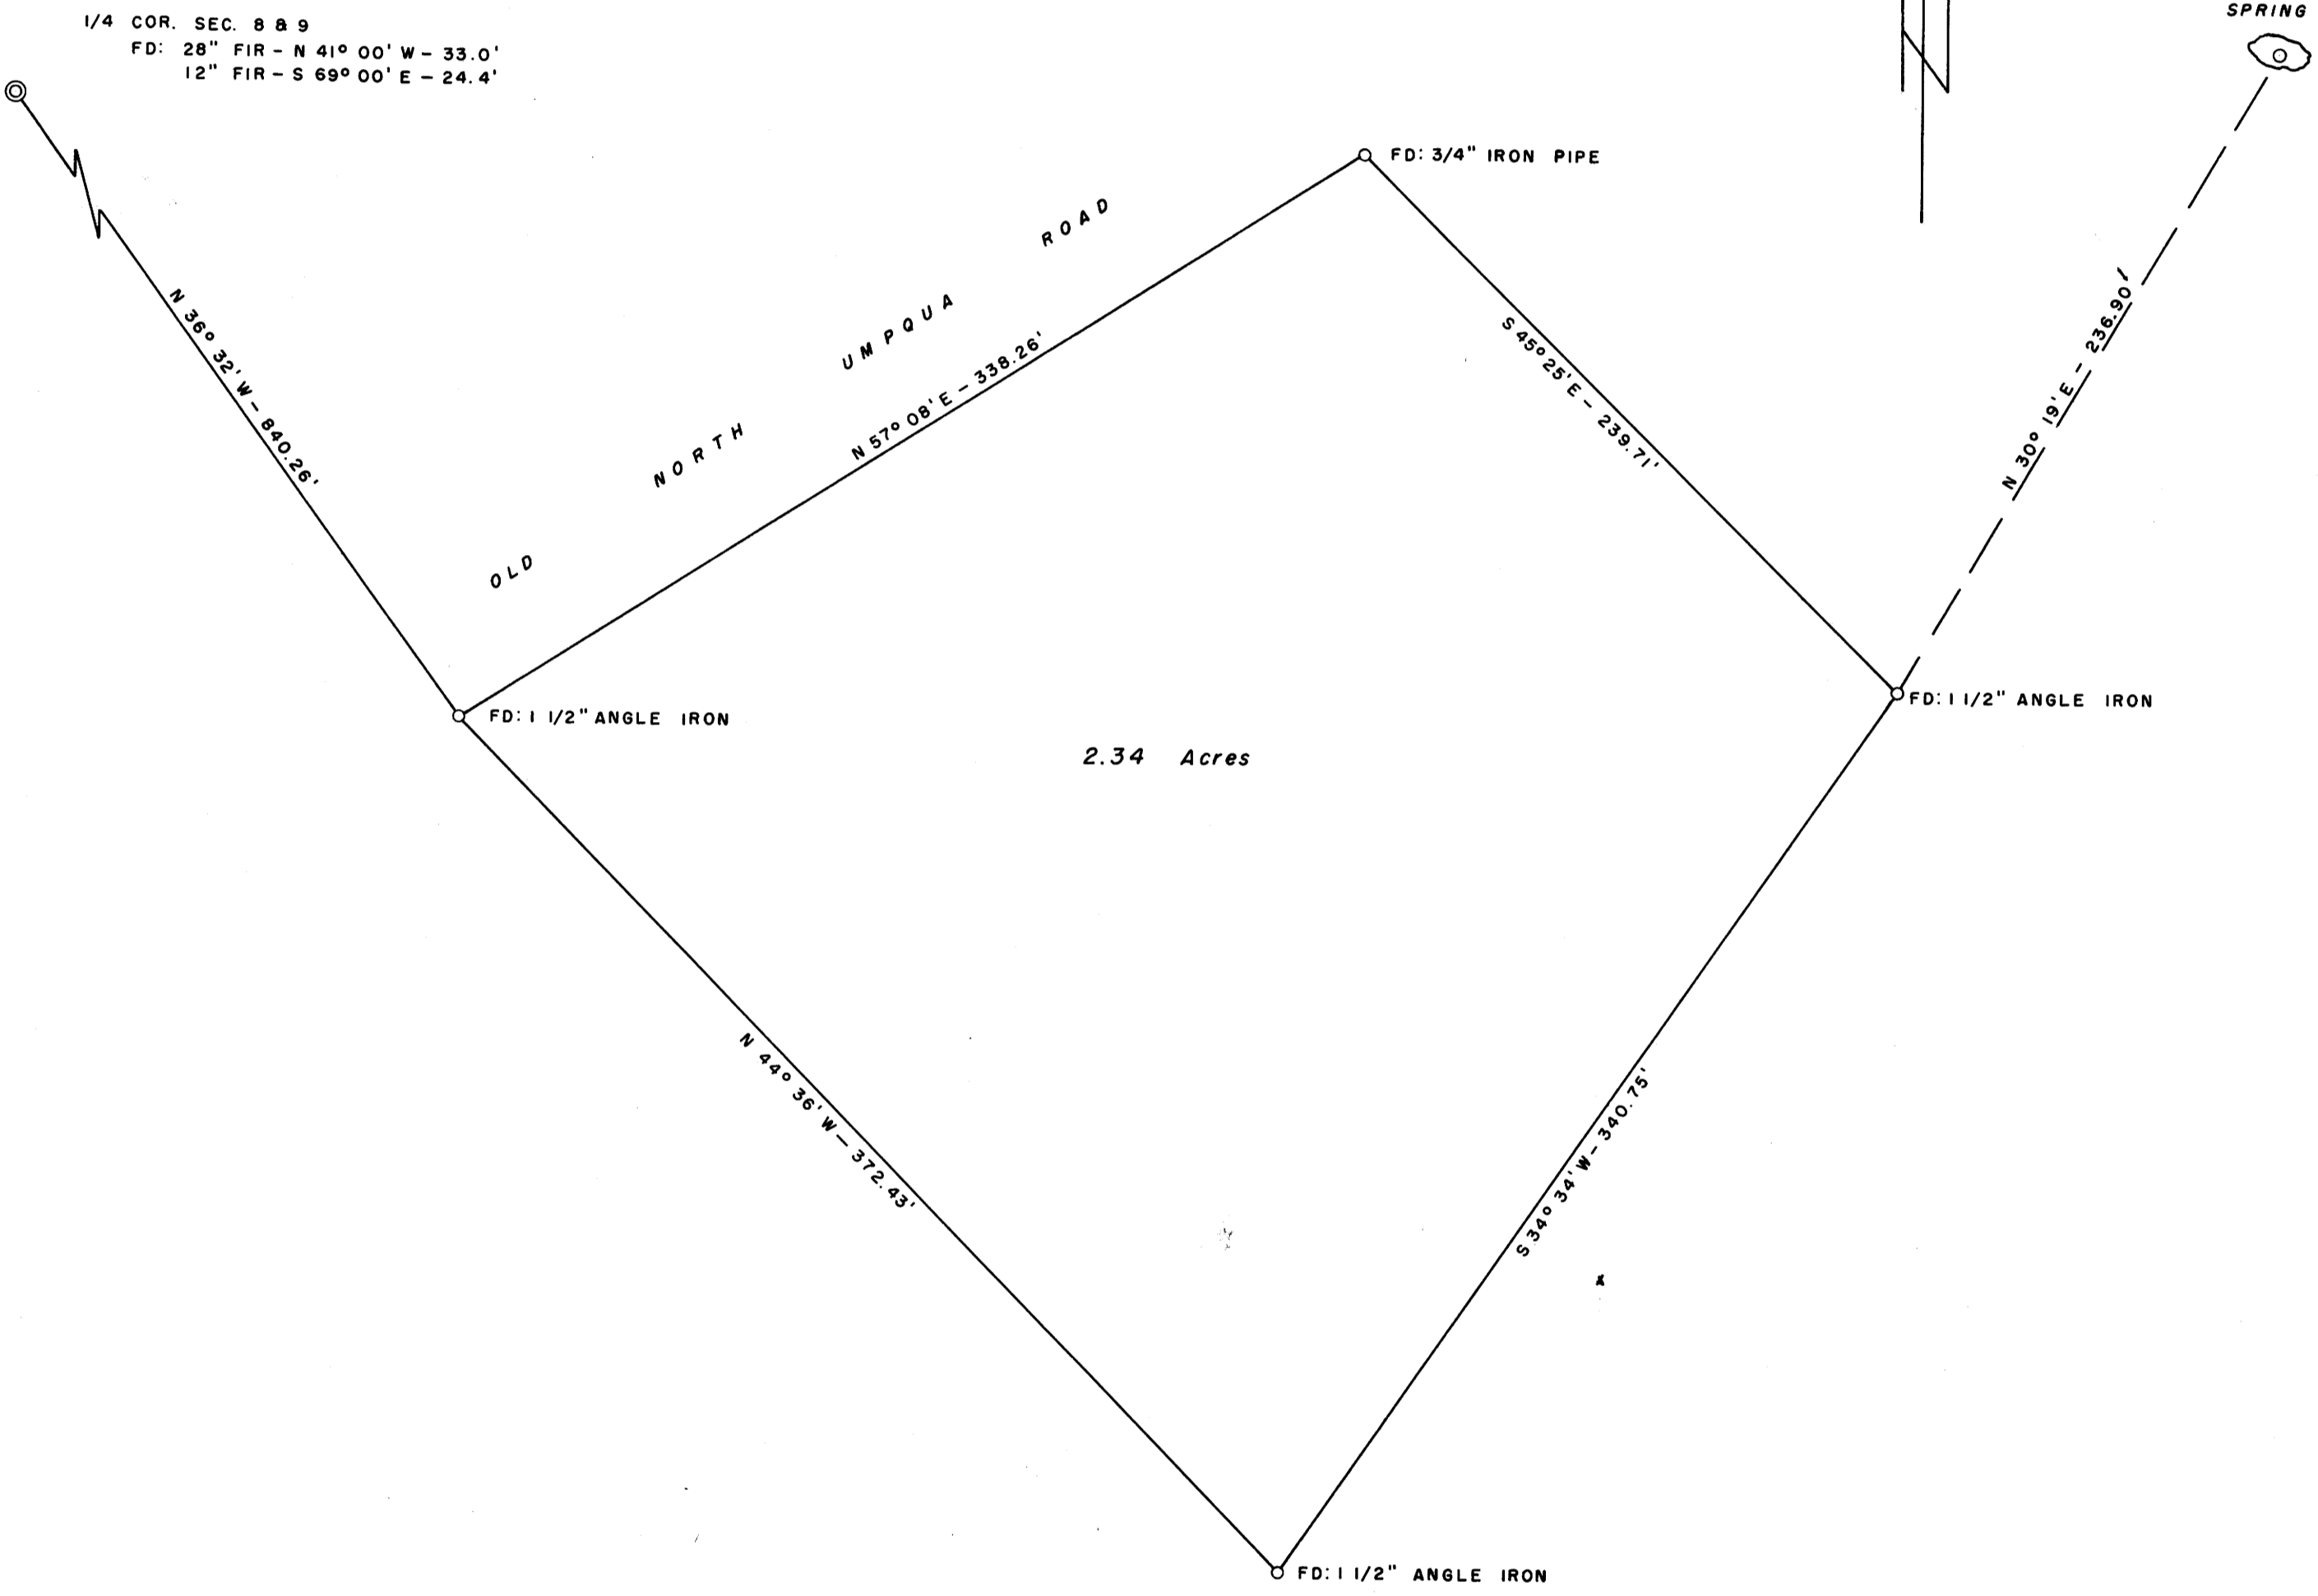 1/4 COR. SEC. 8 & 9
FD: 28" FIR – N 41° 00' W – 33.0'
12" FIR – S 69° 00' E – 24.4'
SPRING
N
FD: 3/4" IRON PIPE
OLD NORTH UMPQUA ROAD
N 36° 32' W – 840.26'
N 57° 08' E – 338.26'
S 45° 25' E – 239.71'
N 30° 19' E – 236.90'
FD: 1 1/2" ANGLE IRON
FD: 1 1/2" ANGLE IRON
2.34 Acres
N 44° 36' W – 372.43'
S 34° 34' W – 340.75'
FD: 1 1/2" ANGLE IRON